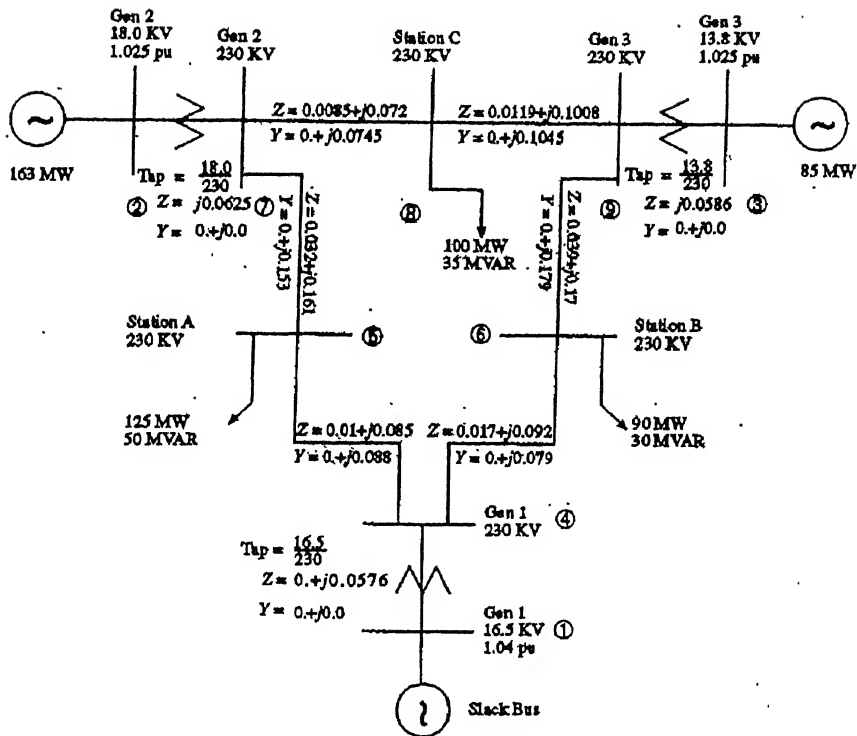 Gen 2
18.0 KV
1.025 pu
Gen 2
230 KV
Station C
230 KV
Gen 3
230 KV
Gen 3
13.8 KV
1.025 pu
~
163 MW
Z = 0.0085+j0.072
Y = 0.+j0.0745
Z = 0.0119+j0.1008
Y = 0.+j0.1045
~
85 MW
Tap = 18.0
230
② Z = j0.0625 ⑦
Y = 0.+j0.0
Z = 0.032+j0.161
Y = 0.+j0.153
⑧
100 MW
35 MVAR
Z = 0.039+j0.17
Y = 0.+j0.179
Tap = 13.8
230
⑨ Z = j0.0586 ③
Y = 0.+j0.0
Station A
230 KV
⑤
⑥
Station B
230 KV
125 MW
50 MVAR
Z = 0.01+j0.085
Y = 0.+j0.088
Z = 0.017+j0.092
Y = 0.+j0.079
90 MW
30 MVAR
Gen 1
230 KV ④
Tap = 16.5
230
Z = 0.+j0.0576
Y = 0.+j0.0
Gen 1
16.5 KV ①
1.04 pu
~
Slack Bus